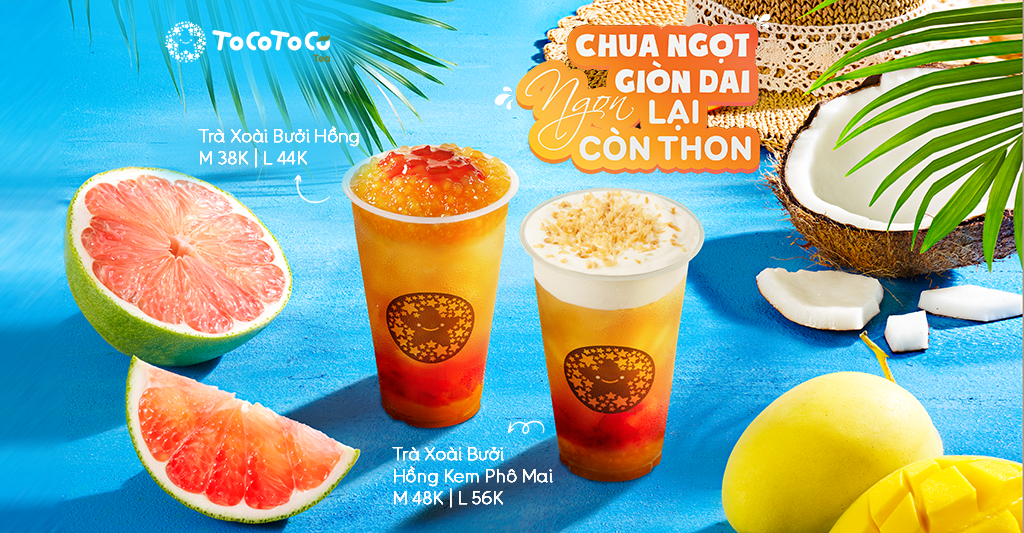 ToCoToCo
Tea
CHUA NGỌT
GIÒN DAI
Ngon LẠI
CÒN THON
Trà Xoài Bưởi Hồng
M 38K | L 44K
Trà Xoài Bưởi
Hồng Kem Phô Mai
M 48K | L 56K